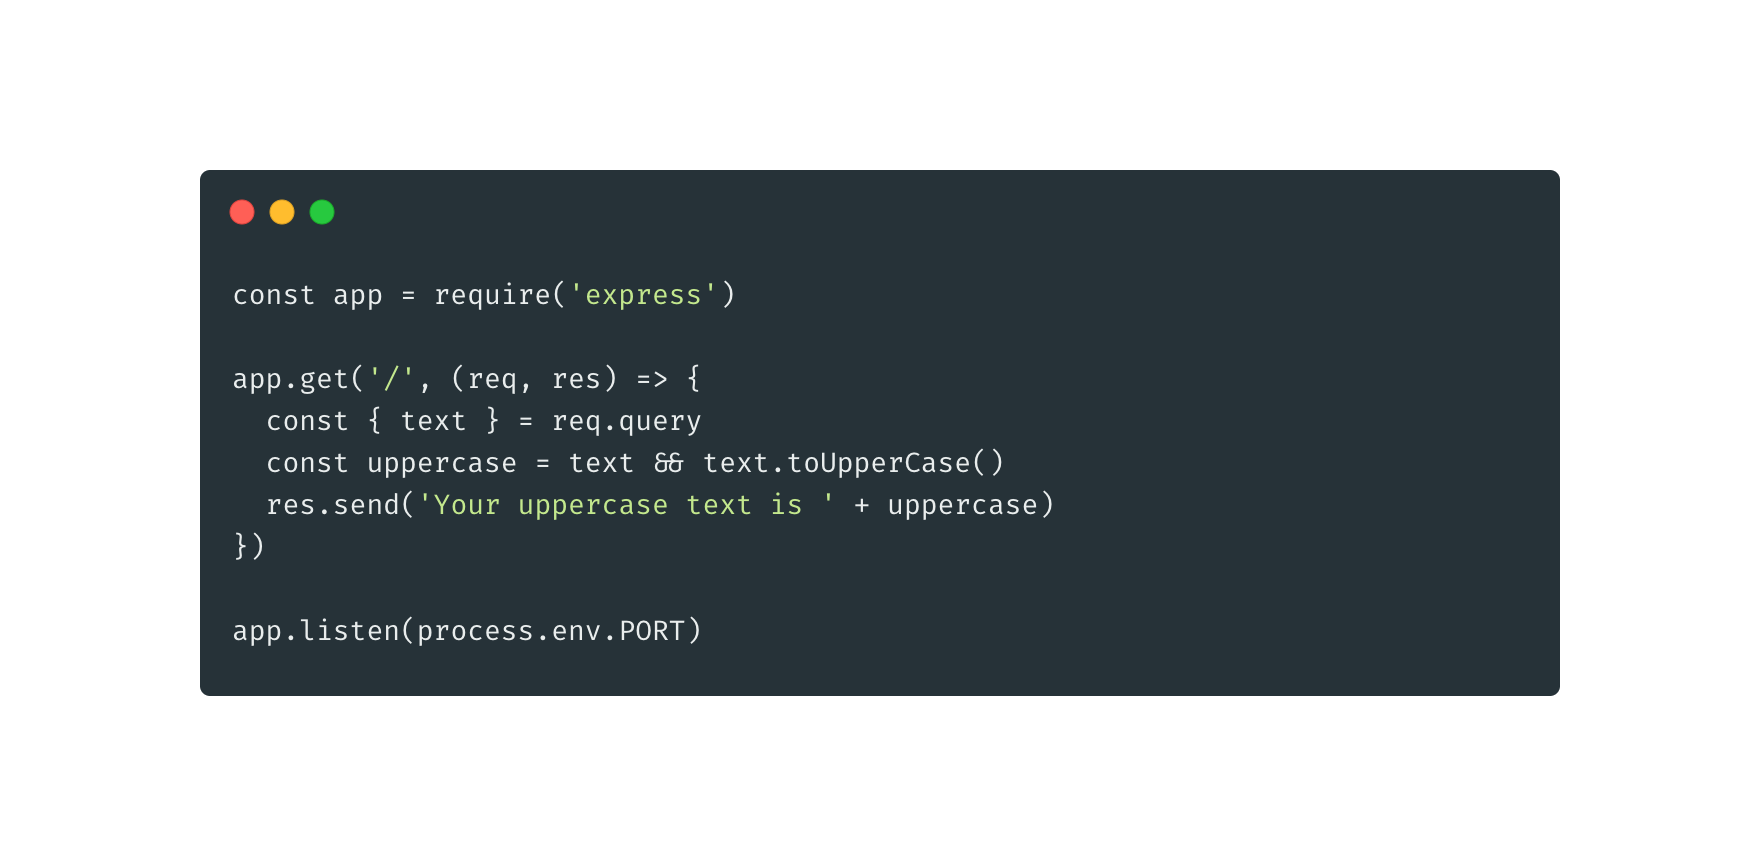 const app = require('express')
app.get('/', (req, res) => {
  const { text } = req.query
  const uppercase = text && text.toUpperCase()
  res.send('Your uppercase text is ' + uppercase)
})
app.listen(process.env.PORT)